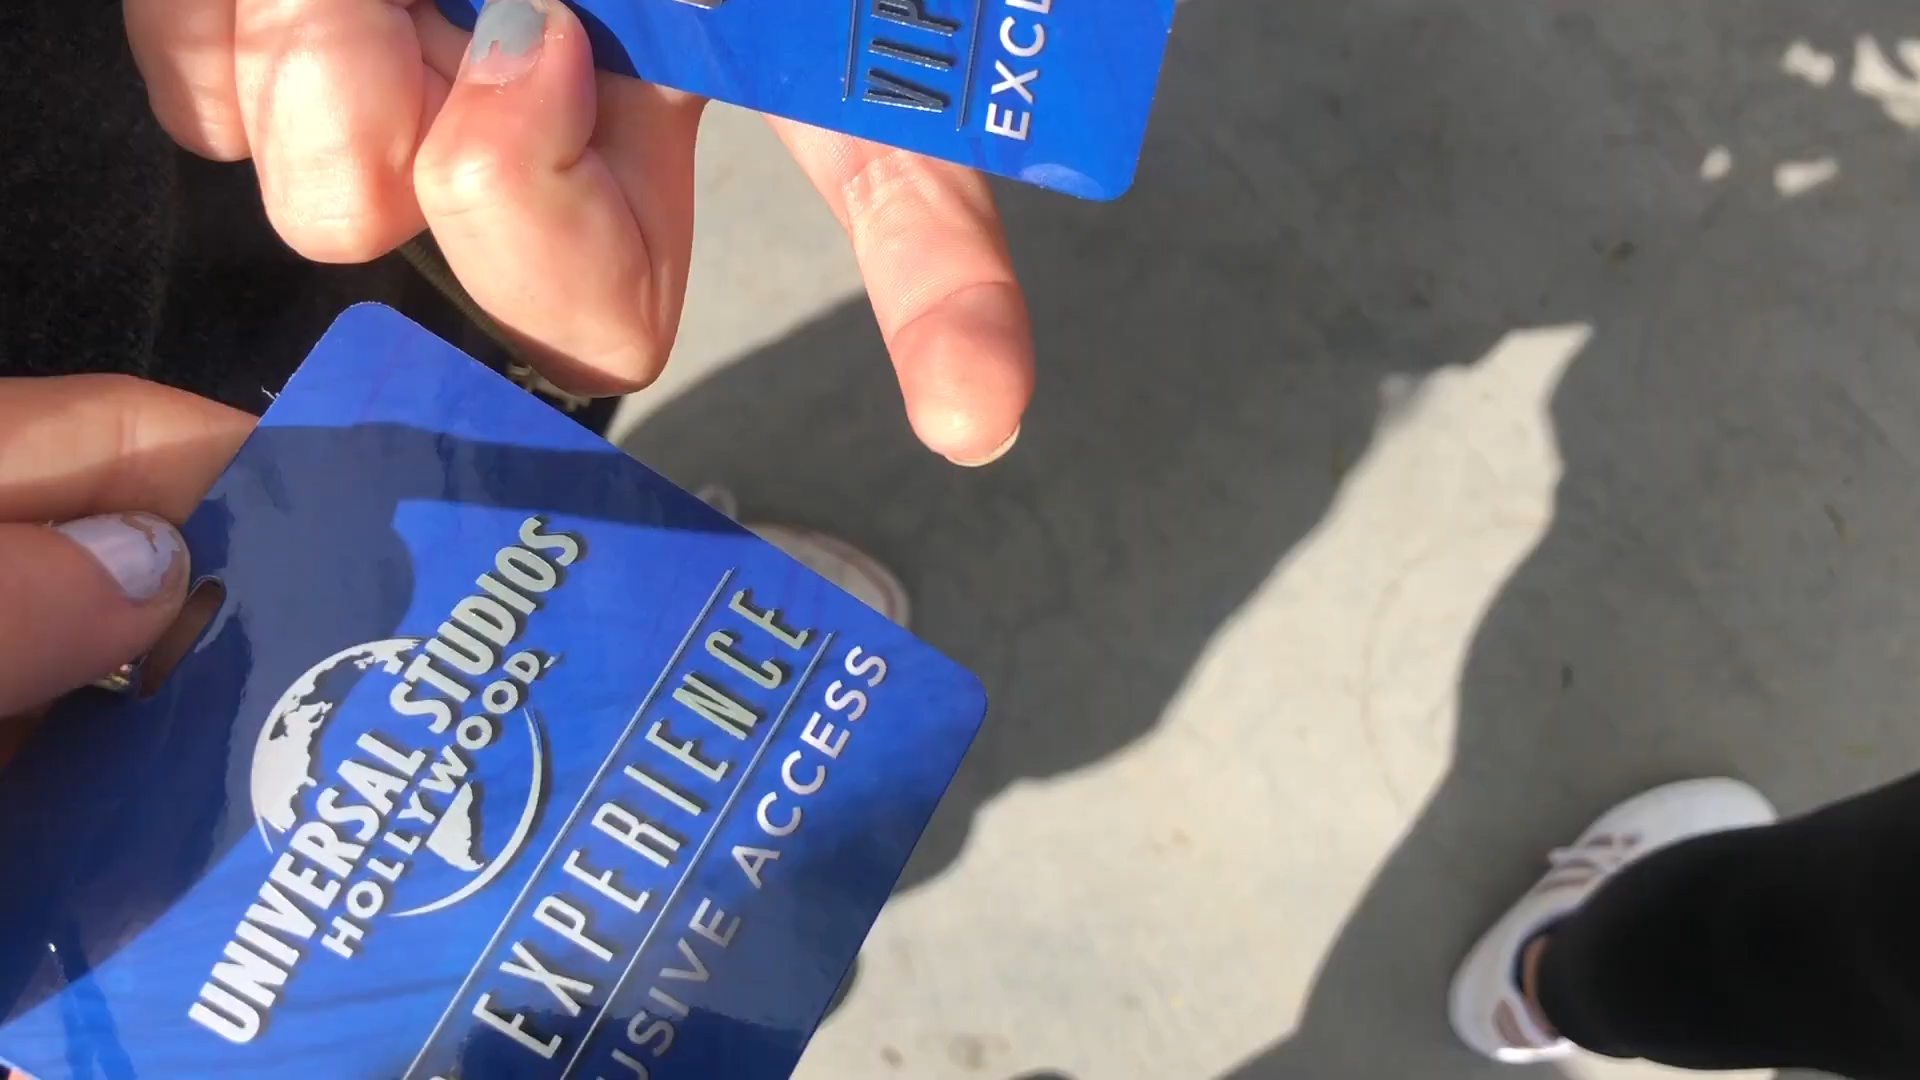 VIP
EXCL
UNIVERSAL STUDIOS
HOLLYWOOD
EXPERIENCE
USIVE ACCESS